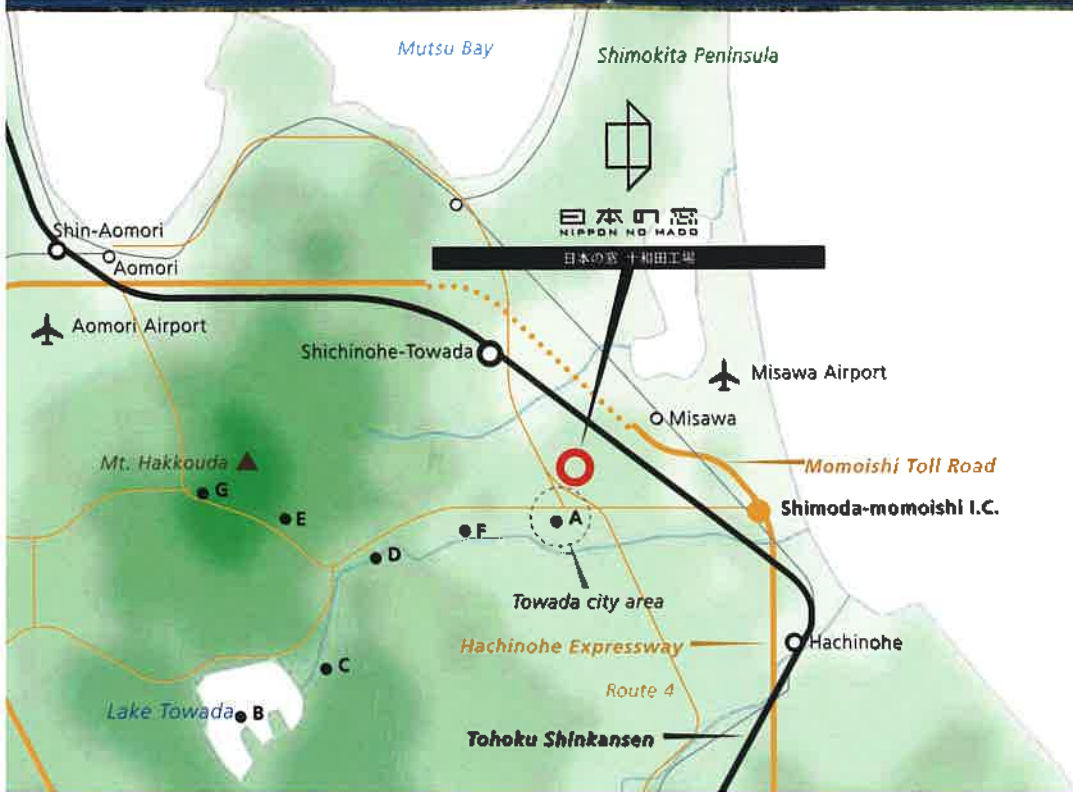 Mutsu Bay
Shimokita Peninsula
日本の窓
NIPPON NO MADO
日本の窓 十和田工場
Shin-Aomori
Aomori
Aomori Airport
Shichinohe-Towada
Misawa Airport
Misawa
Mt. Hakkouda
Momoishi Toll Road
G
E
Shimoda-momoishi I.C.
A
F
D
Towada city area
Hachinohe Expressway
Hachinohe
C
Route 4
Lake Towada
B
Tohoku Shinkansen